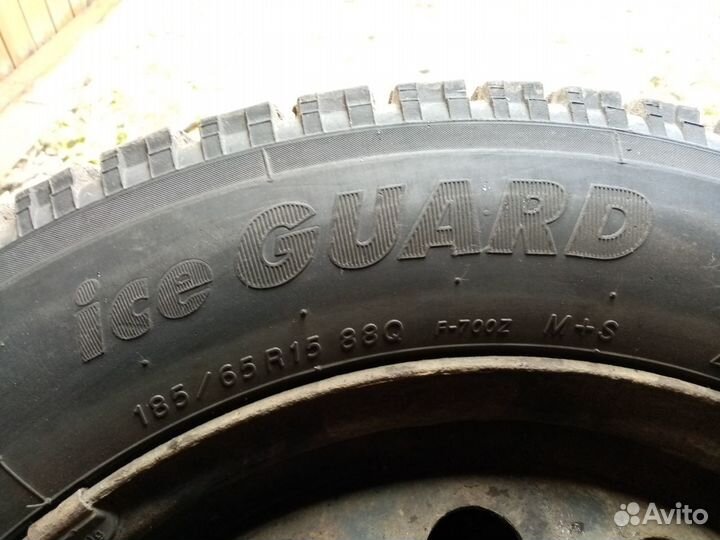 ice GUARD
185/65R15 88Q F-700Z M+S
Avito